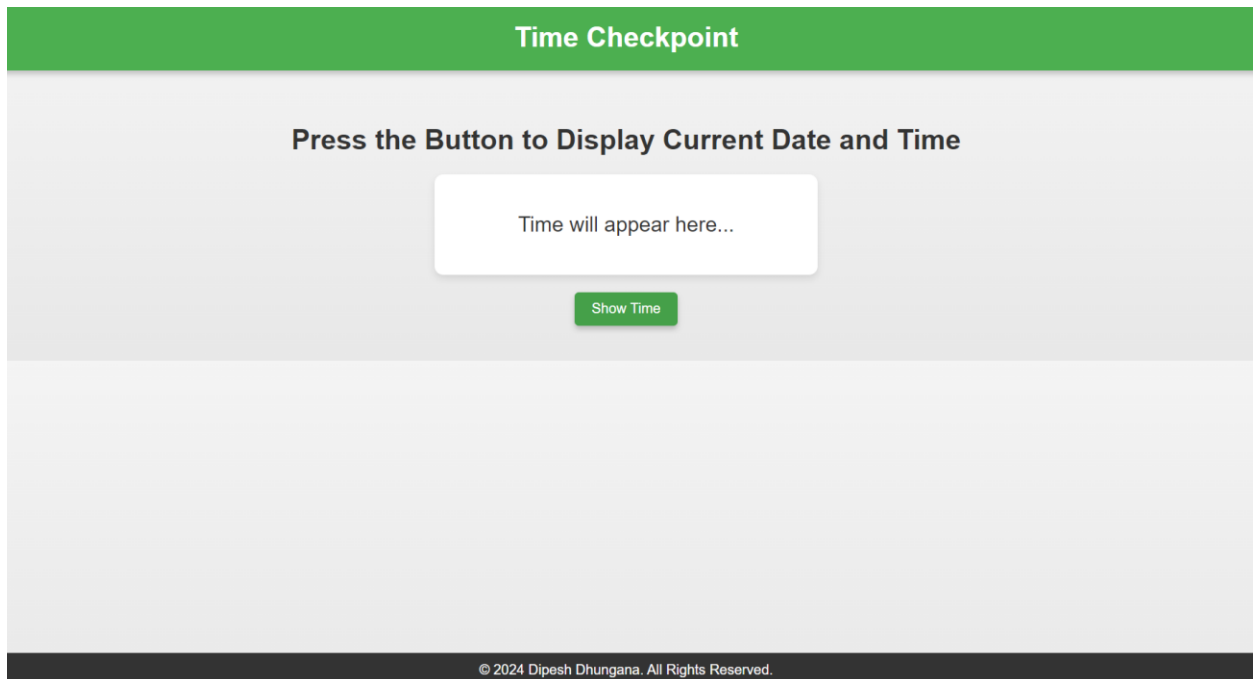 Time Checkpoint
Press the Button to Display Current Date and Time
Time will appear here...
Show Time
© 2024 Dipesh Dhungana. All Rights Reserved.